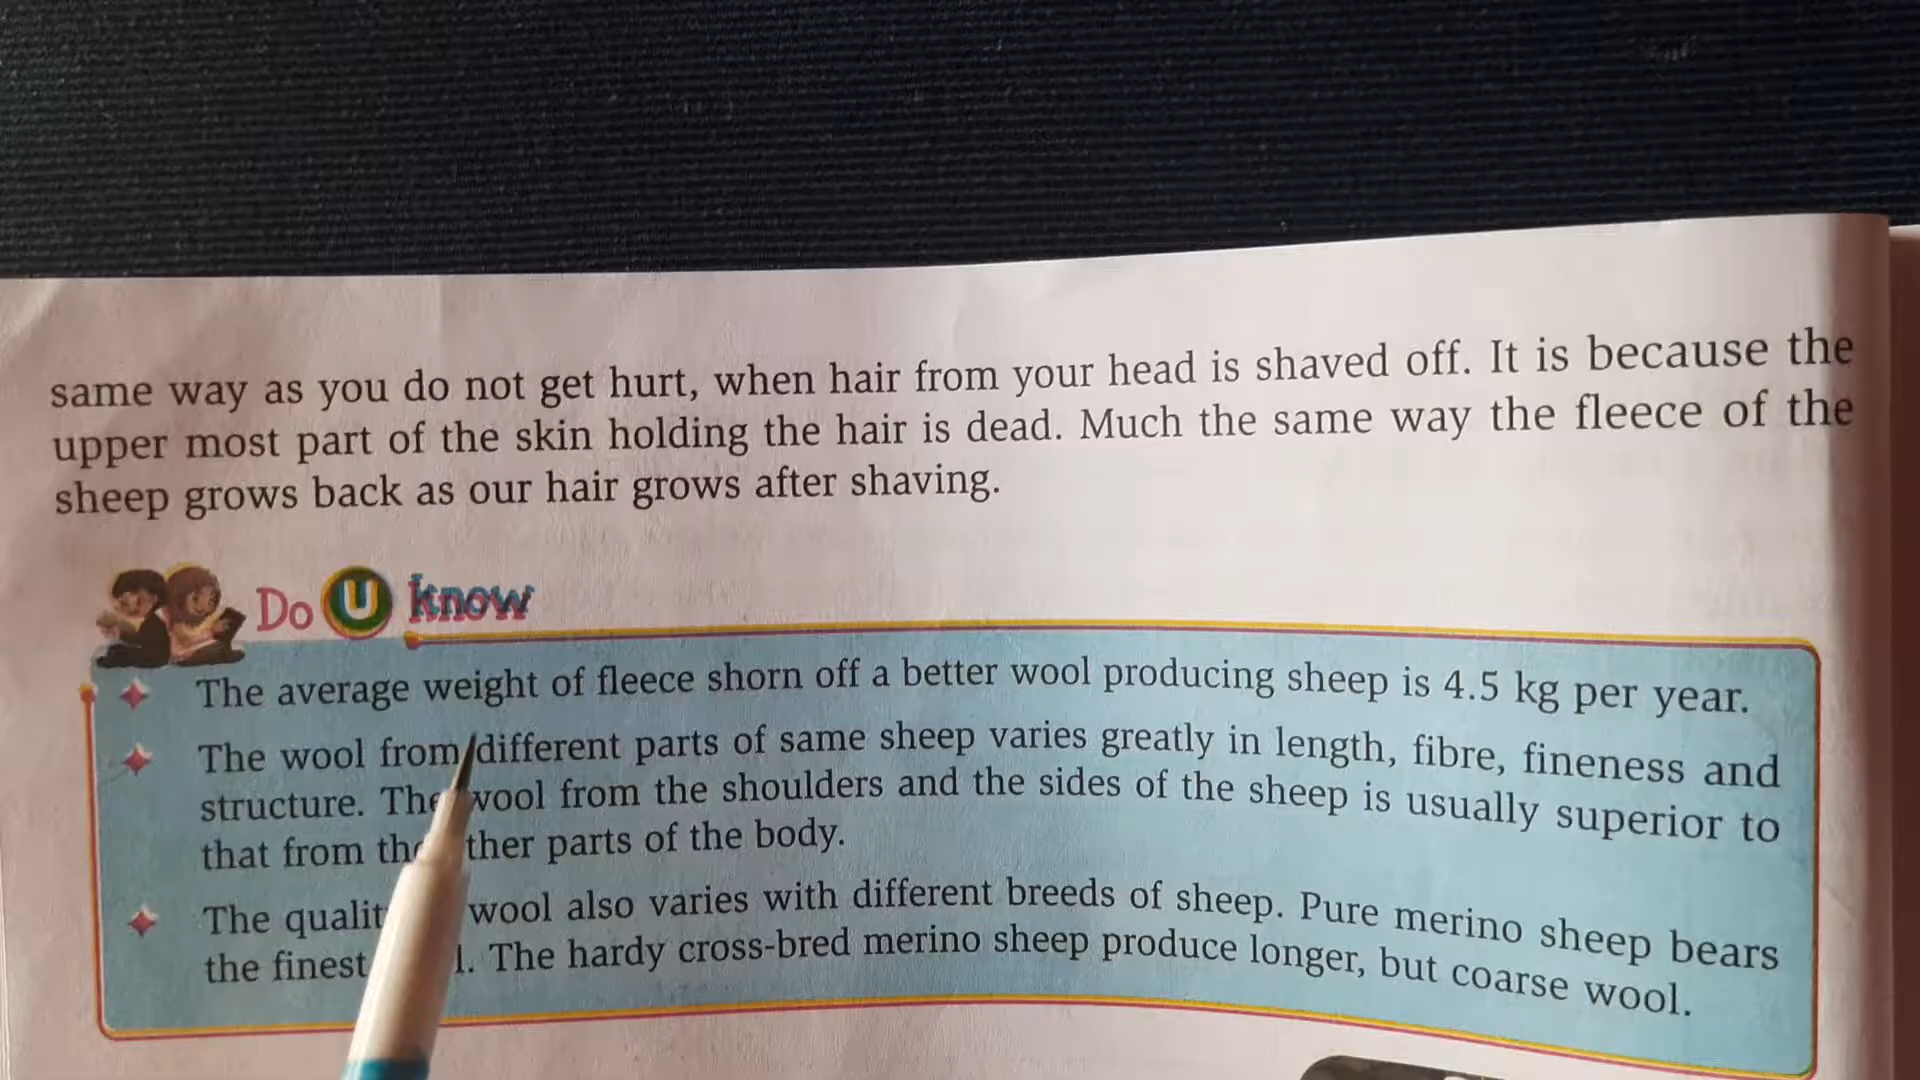 same way as you do not get hurt, when hair from your head is shaved off. It is because the
upper most part of the skin holding the hair is dead. Much the same way the fleece of the
sheep grows back as our hair grows after shaving.
Do U know
The average weight of fleece shorn off a better wool producing sheep is 4.5 kg per year.
The wool from different parts of same sheep varies greatly in length, fibre, fineness and
structure. The wool from the shoulders and the sides of the sheep is usually superior to
that from parts of the body.
The wool also varies with different breeds of sheep. Pure merino sheep bears
the finest The hardy cross-bred merino sheep produce longer, but coarse wool.